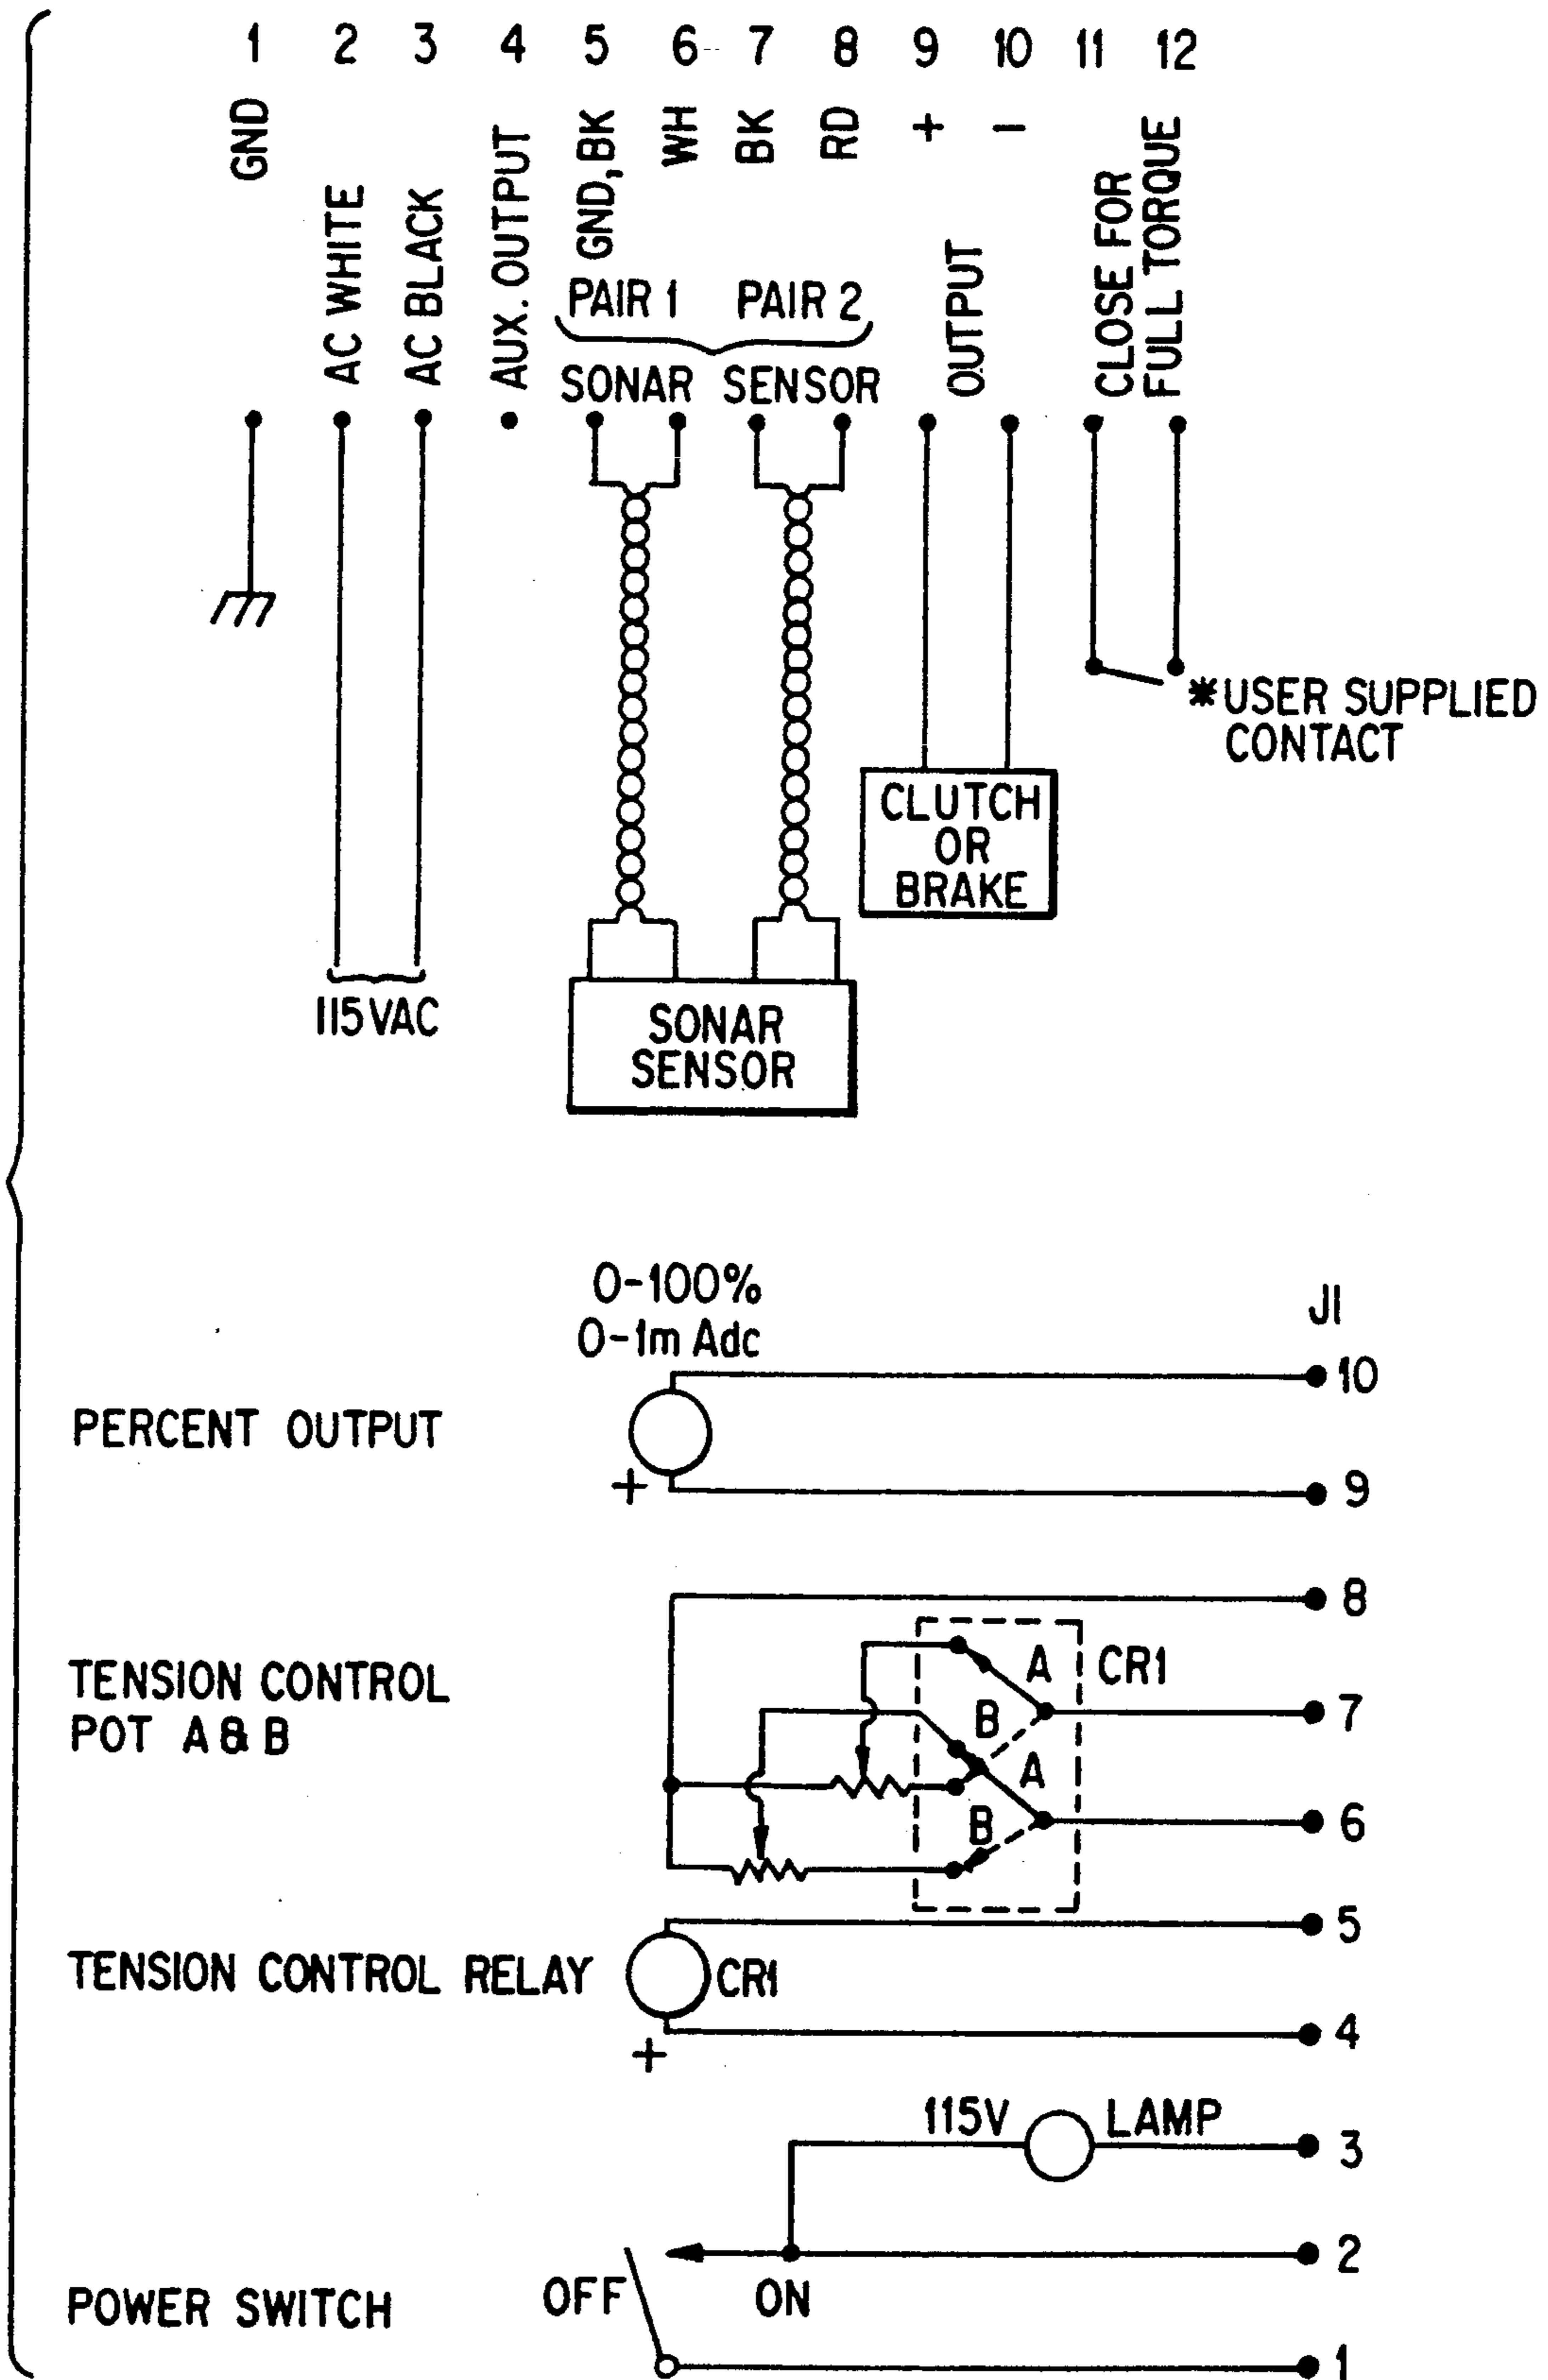 1 2 3 4 5 6 7 8 9 10 11 12
GND
AC WHITE
AC BLACK
AUX. OUTPUT
GND, BK
WH
BK
RD
+
−
OUTPUT
CLOSE FOR
FULL TORQUE
PAIR 1 PAIR 2
SONAR SENSOR
*USER SUPPLIED
CONTACT
CLUTCH
OR
BRAKE
115VAC
SONAR
SENSOR
0-100%
0-1m Adc
J1
10
PERCENT OUTPUT
+
9
8
TENSION CONTROL
POT A & B
A
CR1
B
7
A
B
6
5
TENSION CONTROL RELAY
CR1
+
4
115V
LAMP
3
2
OFF
ON
POWER SWITCH
1